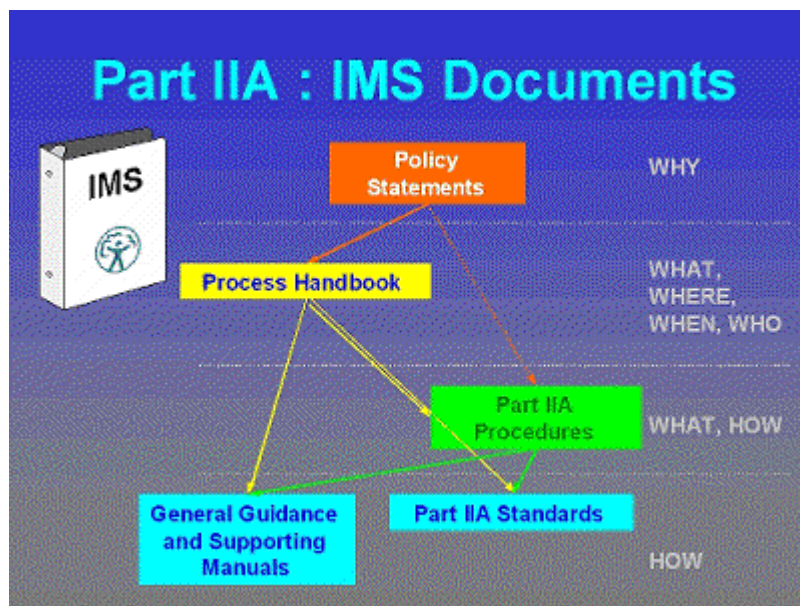 Part IIA : IMS Documents
IMS
Policy
Statements
WHY
Process Handbook
WHAT,
WHERE,
WHEN, WHO
Part IIA
Procedures
WHAT, HOW
General Guidance
and Supporting
Manuals
Part IIA Standards
HOW